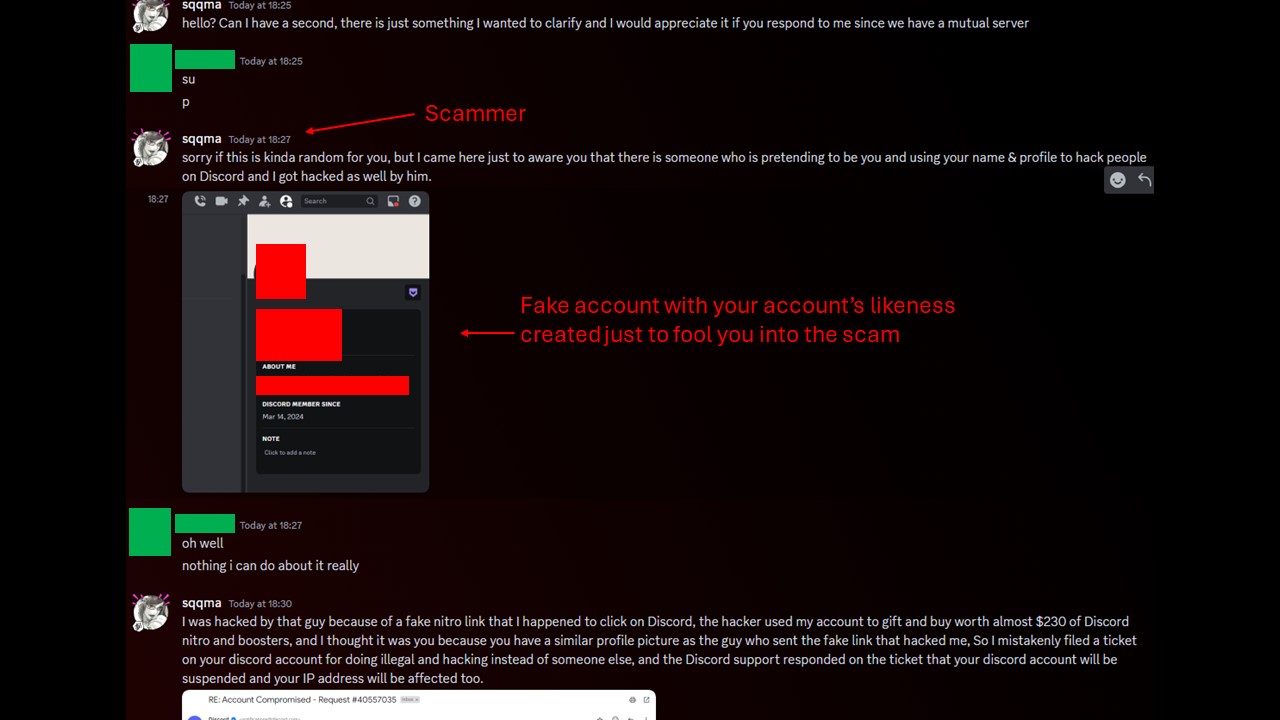 sqqma Today at 18:25
hello? Can I have a second, there is just something I wanted to clarify and I would appreciate it if you respond to me since we have a mutual server
Today at 18:25
su
p
Scammer
sqqma Today at 18:27
sorry if this is kinda random for you, but I came here just to aware you that there is someone who is pretending to be you and using your name & profile to hack people
on Discord and I got hacked as well by him.
18:27
Search
ABOUT ME
DISCORD MEMBER SINCE
Mar 14, 2024
NOTE
Click to add a note
Fake account with your account's likeness
created just to fool you into the scam
Today at 18:27
oh well
nothing i can do about it really
sqqma Today at 18:30
I was hacked by that guy because of a fake nitro link that I happened to click on Discord, the hacker used my account to gift and buy worth almost $230 of Discord
nitro and boosters, and I thought it was you because you have a similar profile picture as the guy who sent the fake link that hacked me, So I mistakenly filed a ticket
on your discord account for doing illegal and hacking instead of someone else, and the Discord support responded on the ticket that your discord account will be
suspended and your IP address will be affected too.
RE: Account Compromised - Request #40557035
Discord